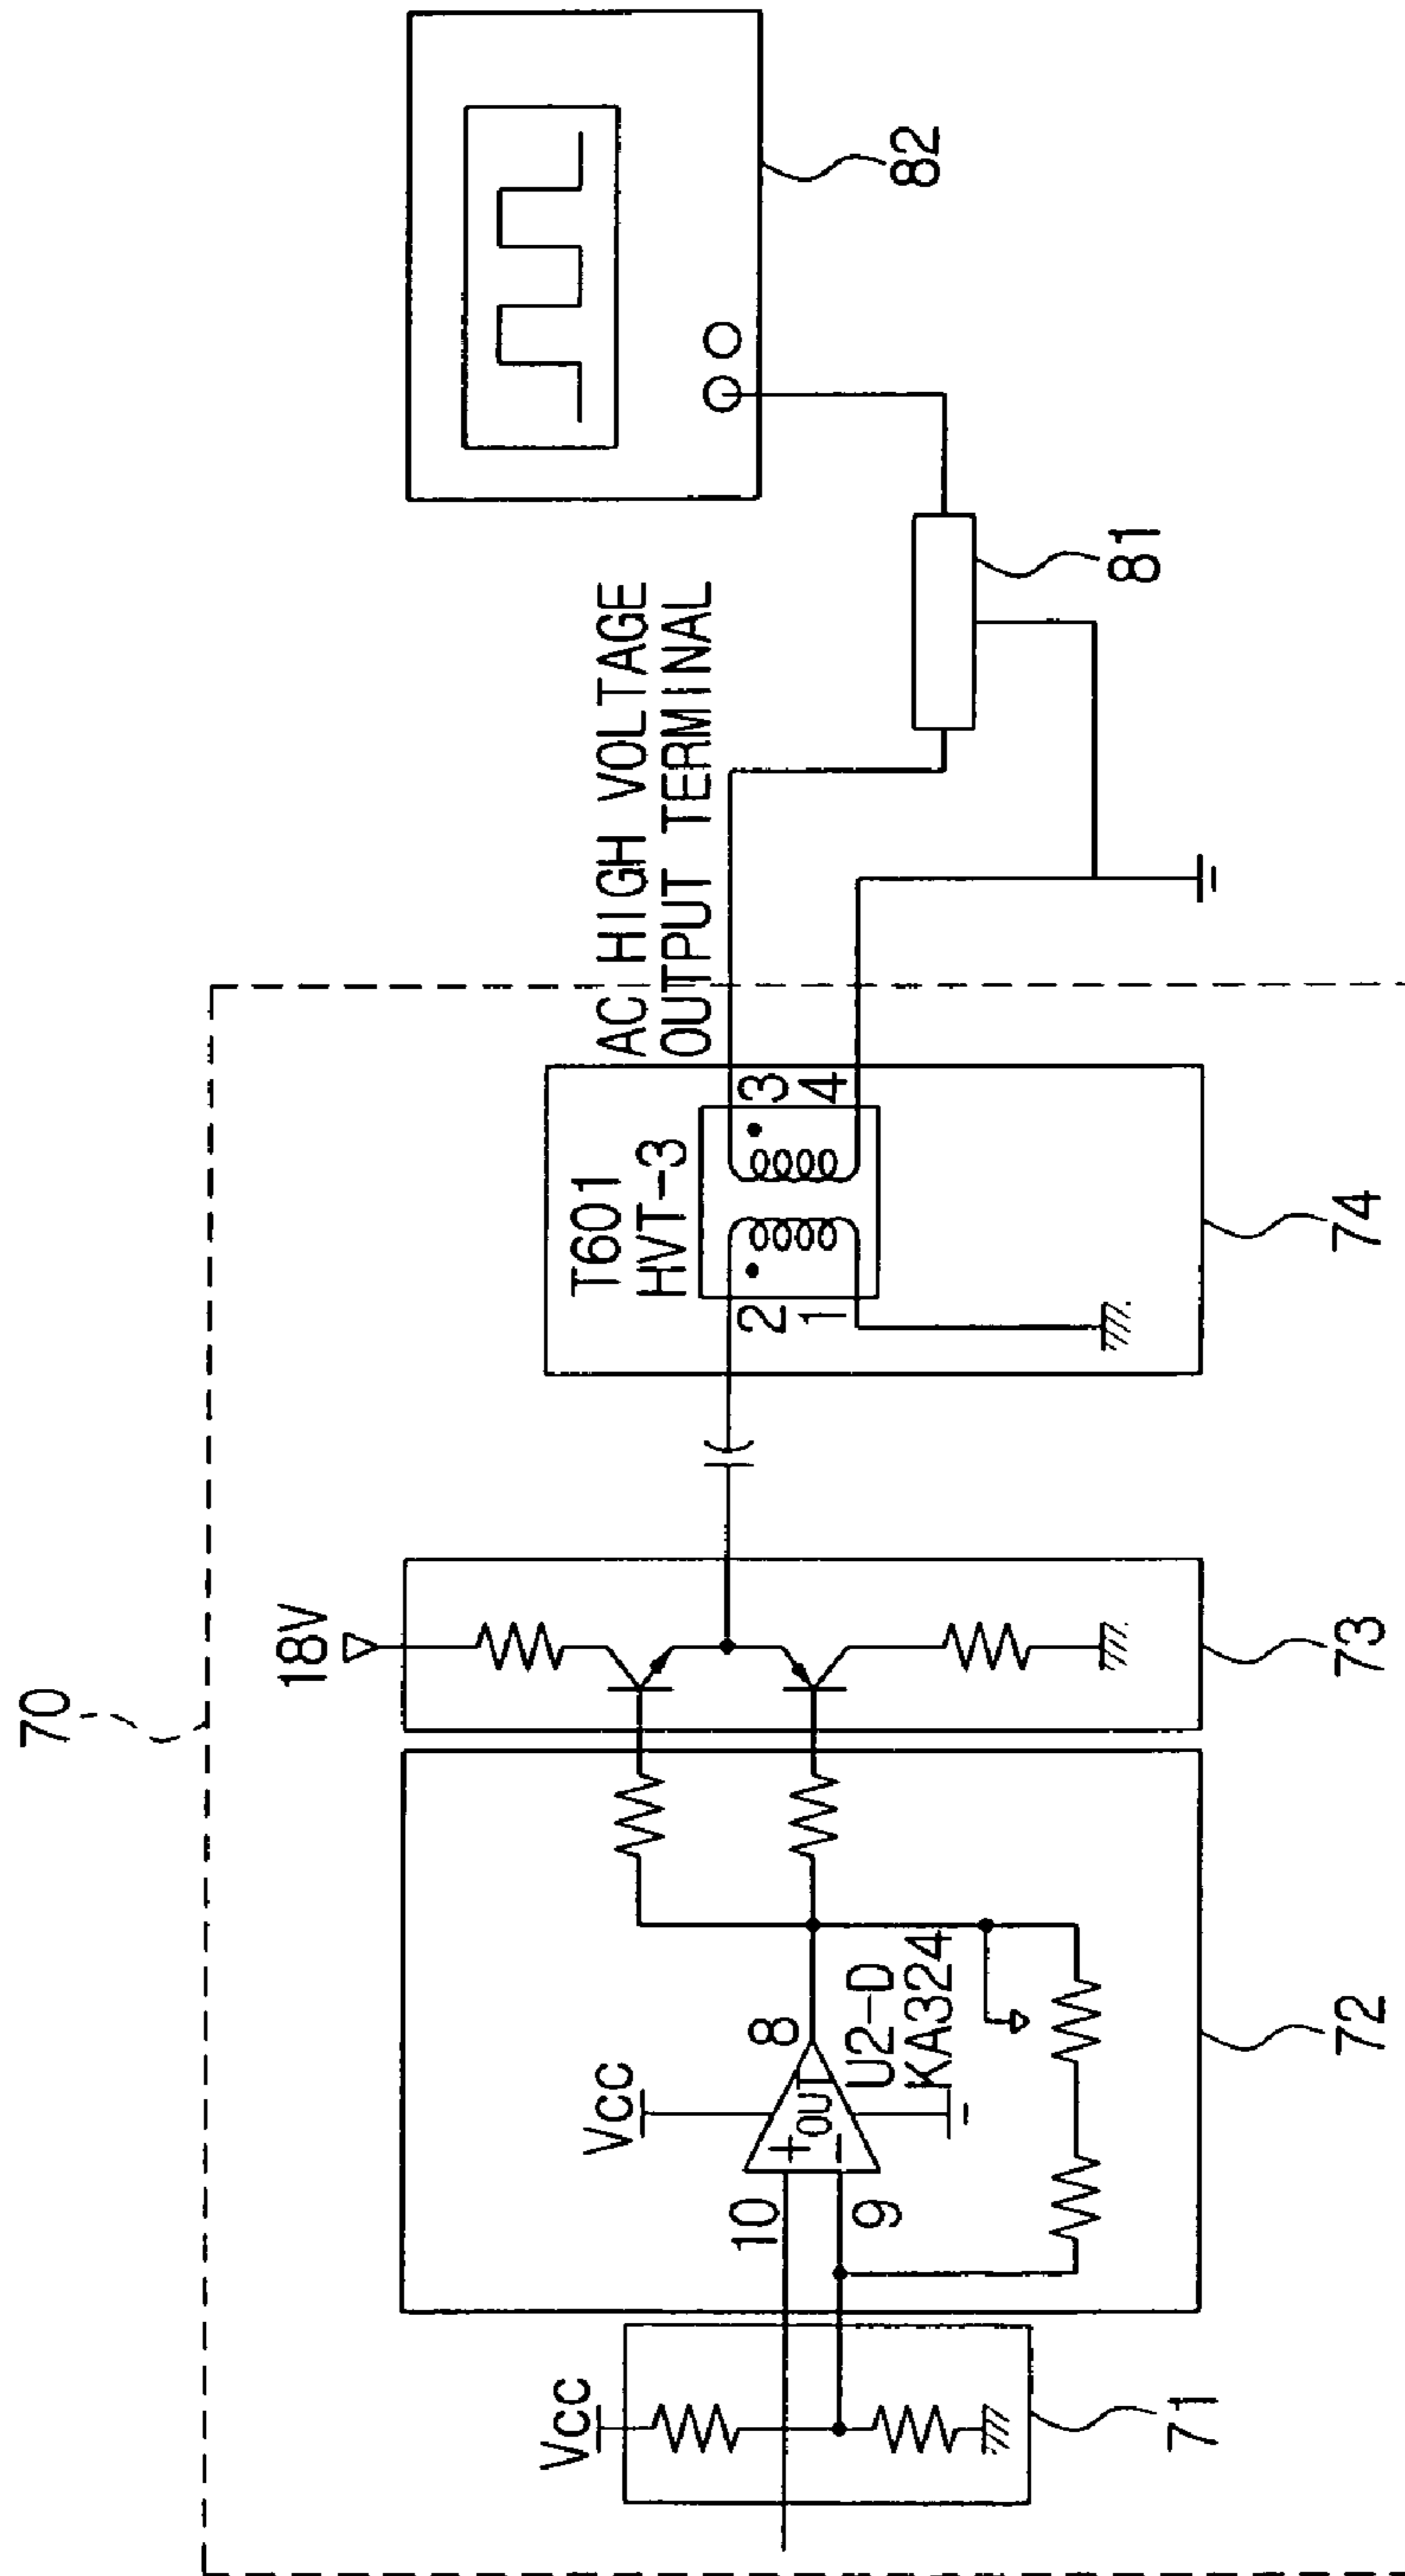 70
18V
AC HIGH VOLTAGE
OUTPUT TERMINAL
T601
HVT-3
2
3
1
4
Vcc
Vcc
10
+
OUT
8
9
−
U2-D
KA324
71
72
73
74
81
82